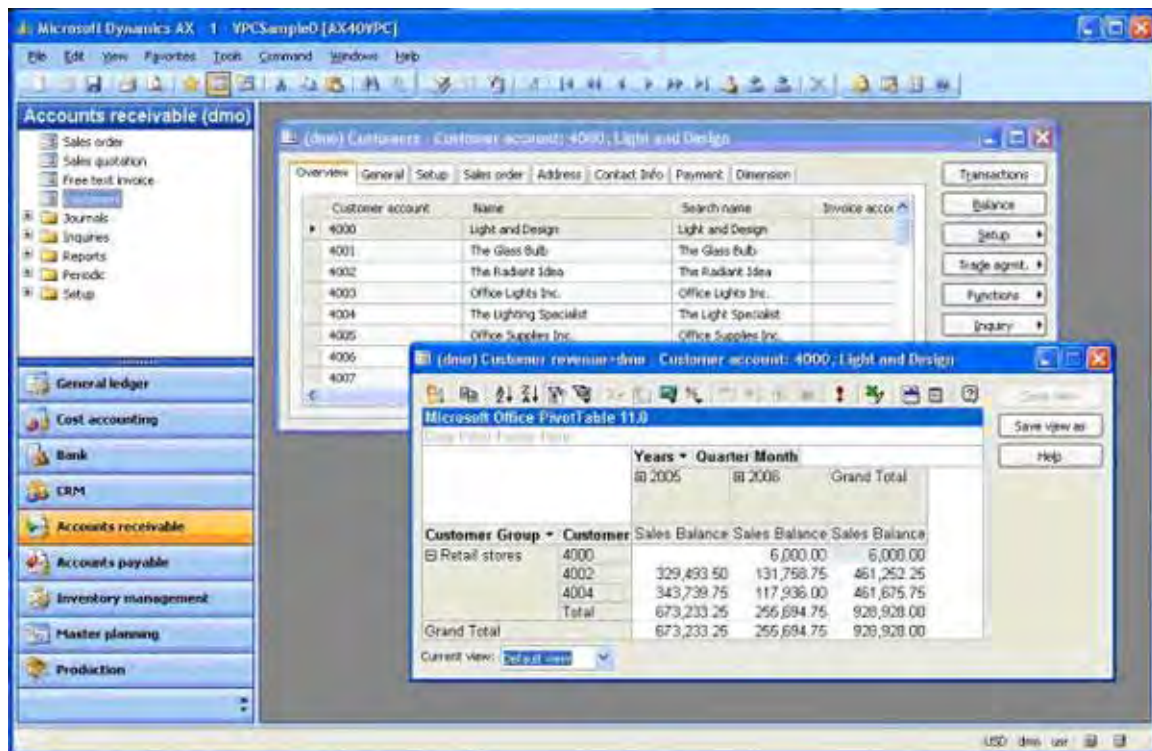 Microsoft Dynamics AX - 1 - VPCSample0 [AX40VPC]
File Edit View Favorites Tools Command Windows Help
Accounts receivable (dmo)
Sales order
Sales quotation
Free text invoice
Journals
Inquiries
Reports
Periodic
Setup
General ledger
Cost accounting
Bank
CRM
Accounts receivable
Accounts payable
Inventory management
Master planning
Production
(dmo) Customers - Customer account: 4000, Light and Design
Overview General Setup Sales order Address Contact Info Payment Dimension
Customer account Name Search name Invoice accou
4000 Light and Design Light and Design
4001 The Glass Bulb The Glass Bulb
4002 The Radiant Idea The Radiant Idea
4003 Office Lights Inc. Office Lights Inc.
4004 The Lighting Specialist The Light Specialist
4005 Office Supplies Inc. Office Supplies Inc.
4006
4007
Transactions
Balance
Setup
Trade agmt.
Functions
Inquiry
(dmo) Customer revenue+dmo - Customer account: 4000, Light and Design
Microsoft Office PivotTable 11.0
Years Quarter Month
2005 2006 Grand Total
Customer Group Customer Sales Balance Sales Balance Sales Balance
Retail stores 4000 6,000.00 6,000.00
4002 329,493.50 131,758.75 461,252.25
4004 343,739.75 117,936.00 461,675.75
Total 673,233.25 255,694.75 928,928.00
Grand Total 673,233.25 255,694.75 928,928.00
Current view: Default view
Save view as
Help
USD dmo usr